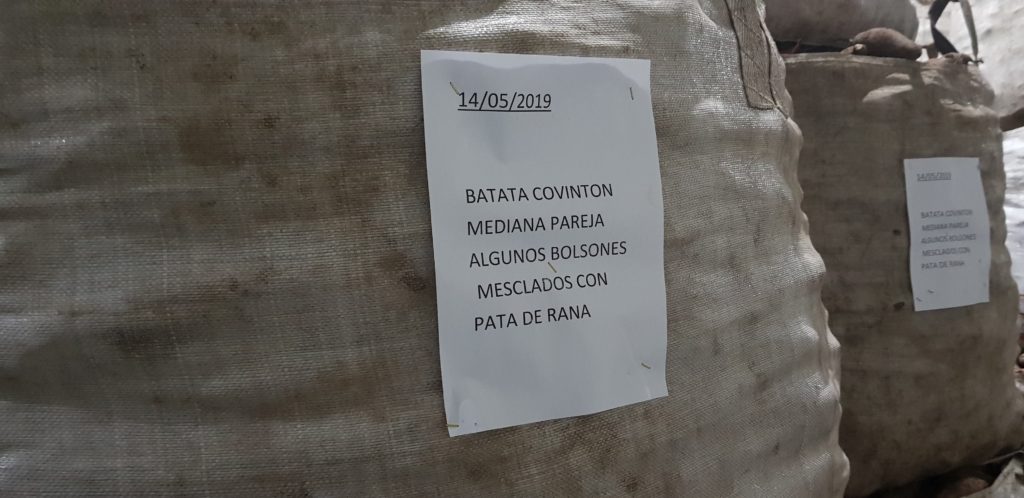 14/05/2019
BATATA COVINTON
MEDIANA PAREJA
ALGUNOS BOLSONES
MESCLADOS CON
PATA DE RANA
14/05/2019
BATATA COVINTON
MEDIANA PAREJA
ALGUNOS BOLSONES
MESCLADOS CON
PATA DE RANA